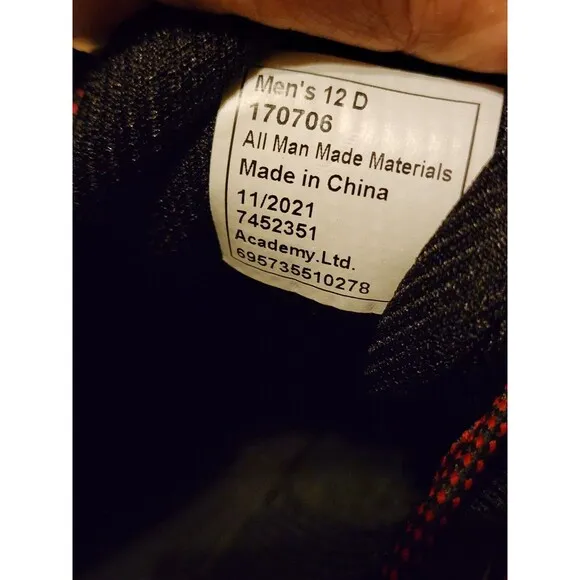 Men's 12 D
170706
All Man Made Materials
Made in China
11/2021
7452351
Academy.Ltd.
695735510278